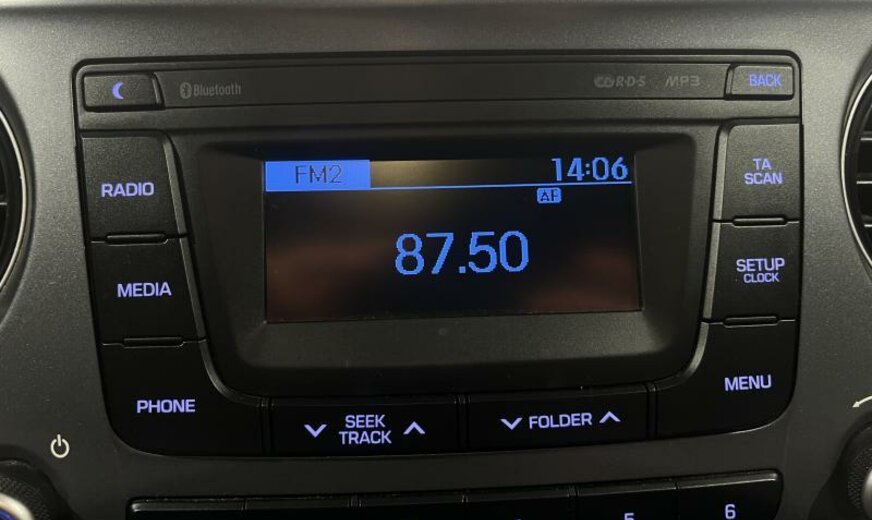 Bluetooth
R·D·S MP3
BACK
RADIO
FM2
14:06
TA
SCAN
AF
MEDIA
87.50
SETUP
CLOCK
PHONE
SEEK
TRACK
FOLDER
MENU
5
6